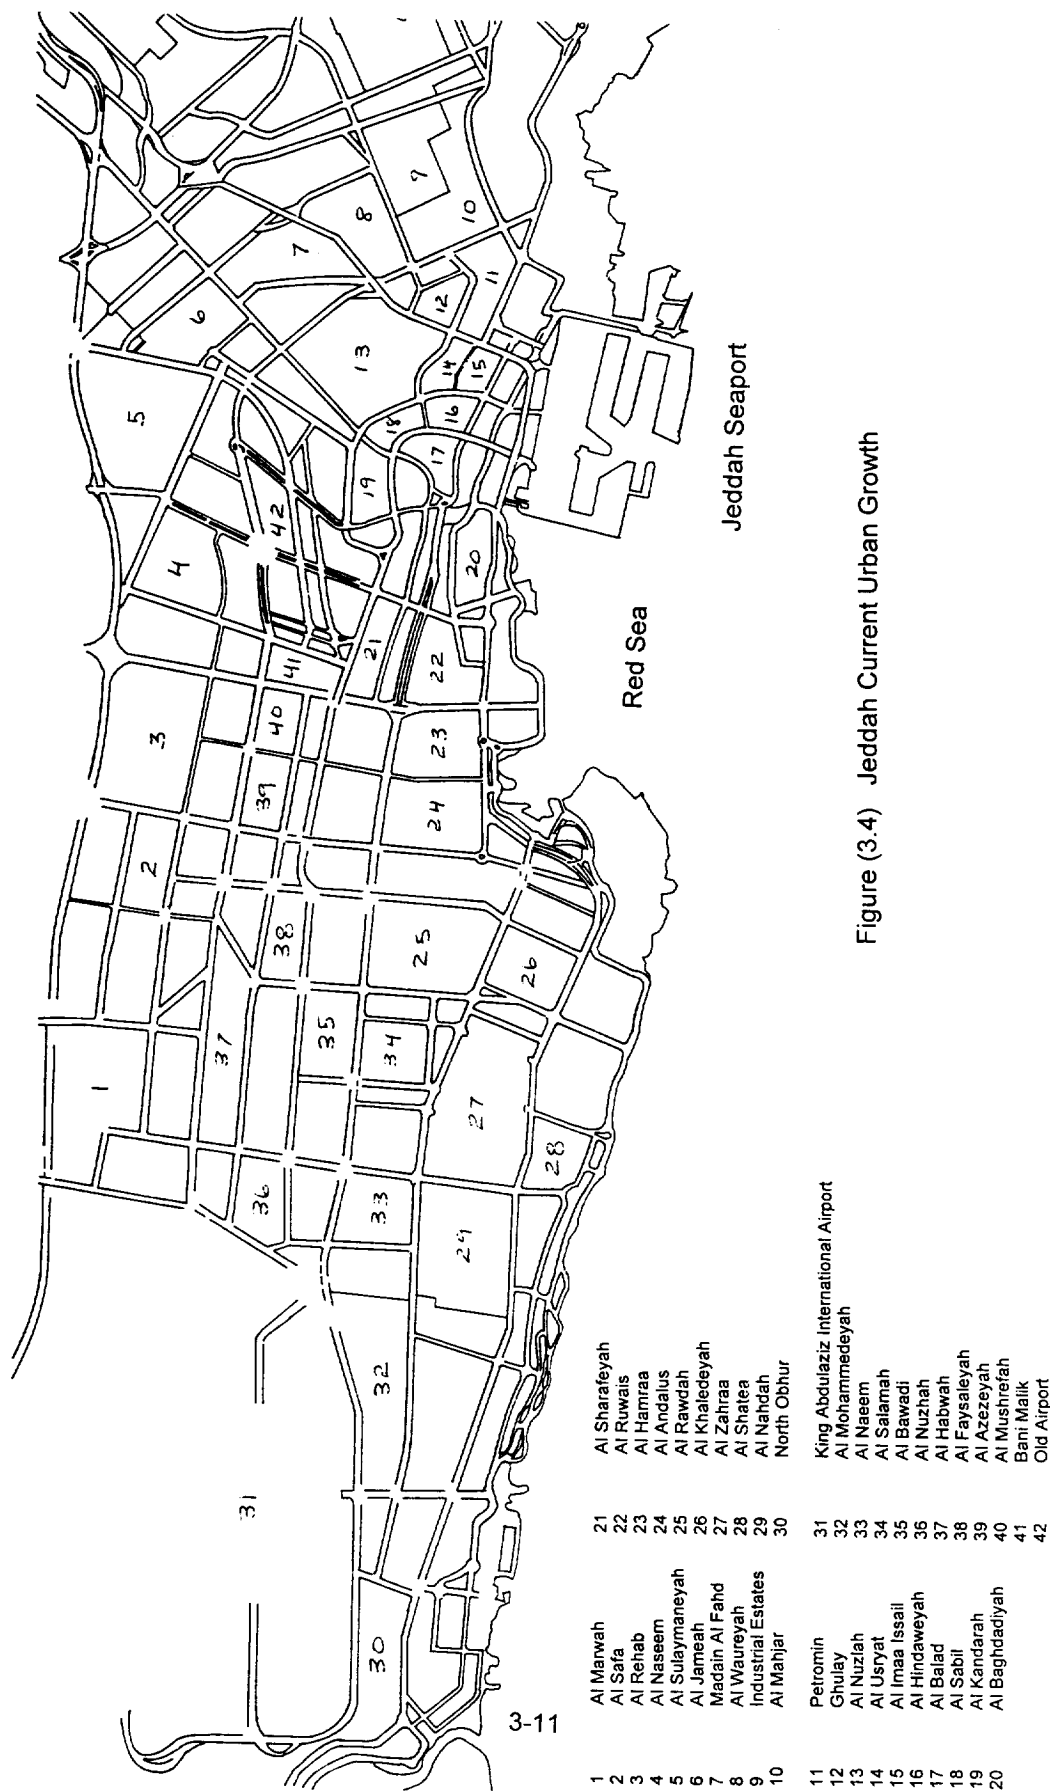 31
30
32
29
33
36
28
27
34
35
37
1
26
25
38
2
24
39
23
40
3
22
41
21
20
4
42
19
17
18
16
5
15
14
13
6
12
11
7
8
10
9
Jeddah Seaport
Red Sea
Figure (3.4) Jeddah Current Urban Growth
1 Al Marwah
2 Al Safa
3 Al Rehab
4 Al Naseem
5 Al Sulaymaneyah
6 Al Jameah
7 Madain Al Fahd
8 Al Waureyah
9 Industrial Estates
10 Al Mahjar
11 Petromin
12 Ghulay
13 Al Nuzlah
14 Al Usryat
15 Al Imaa Issail
16 Al Hindaweyah
17 Al Balad
18 Al Sabil
19 Al Kandarah
20 Al Baghdadiyah
21 Al Sharafeyah
22 Al Ruwais
23 Al Hamraa
24 Al Andalus
25 Al Rawdah
26 Al Khaledeyah
27 Al Zahraa
28 Al Shatea
29 Al Nahdah
30 North Obhur
31 King Abdulaziz International Airport
32 Al Mohammedeyah
33 Al Naeem
34 Al Salamah
35 Al Bawadi
36 Al Nuzhah
37 Al Habwah
38 Al Faysaleyah
39 Al Azezeyah
40 Al Mushrefah
41 Bani Malik
42 Old Airport
3-11